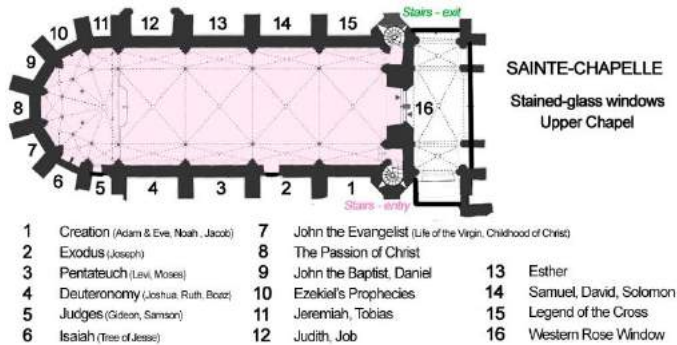 Stairs - exit
11 12 13 14 15
10
9
8
7
6
5 4 3 2 1
16
Stairs - entry
SAINTE-CHAPELLE
Stained-glass windows
Upper Chapel
1 Creation (Adam & Eve, Noah, Jacob)
2 Exodus (Joseph)
3 Pentateuch (Levi, Moses)
4 Deuteronomy (Joshua, Ruth, Boaz)
5 Judges (Gideon, Samson)
6 Isaiah (Tree of Jesse)
7 John the Evangelist (Life of the Virgin, Childhood of Christ)
8 The Passion of Christ
9 John the Baptist, Daniel
10 Ezekiel's Prophecies
11 Jeremiah, Tobias
12 Judith, Job
13 Esther
14 Samuel, David, Solomon
15 Legend of the Cross
16 Western Rose Window